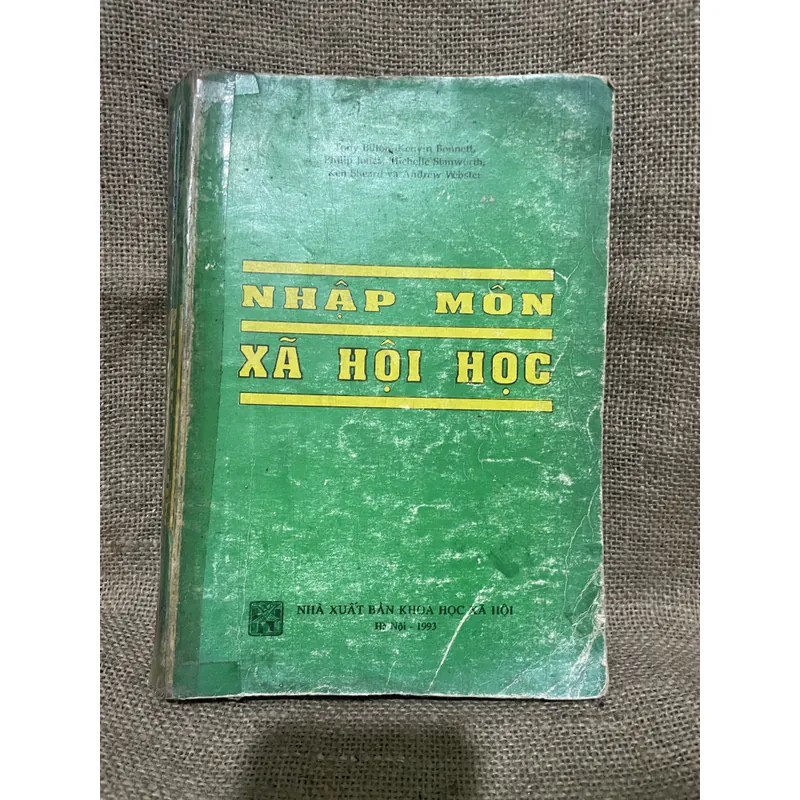 Tony Bilton, Kenvin Bonnett,
Philip Jones, Michelle Stanworth,
Ken Sheard và Andrew Webster
NHẬP MÔN
XÃ HỘI HỌC
NHÀ XUẤT BẢN KHOA HỌC XÃ HỘI
Hà Nội - 1993